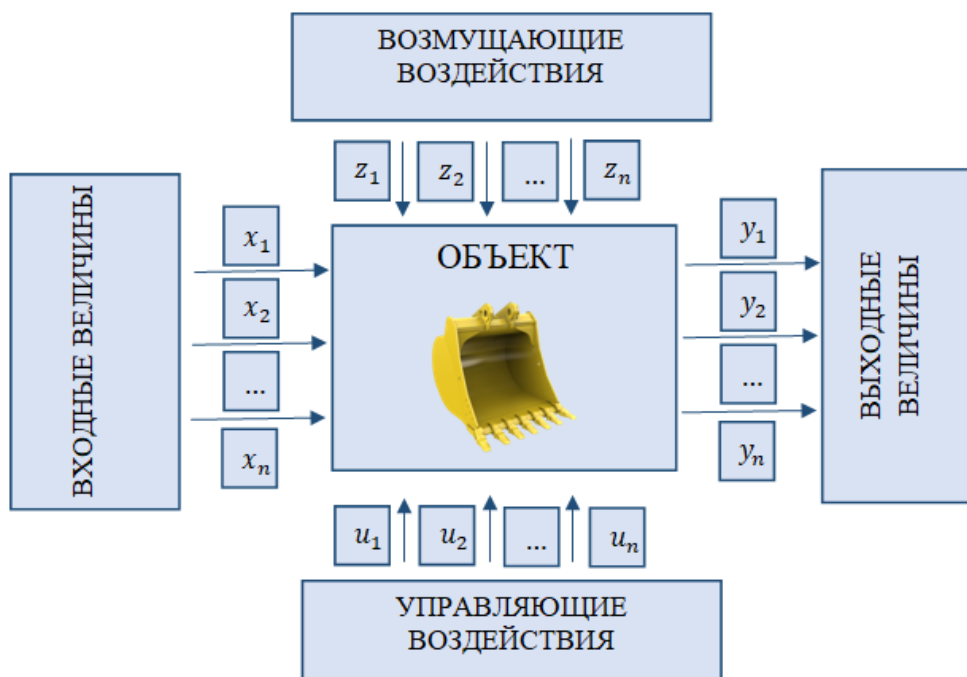 ВОЗМУЩАЮЩИЕ
ВОЗДЕЙСТВИЯ
z₁ z₂ ... zₙ
ВХОДНЫЕ ВЕЛИЧИНЫ
x₁
x₂
...
xₙ
ОБЪЕКТ
y₁
y₂
...
yₙ
ВЫХОДНЫЕ
ВЕЛИЧИНЫ
u₁ u₂ ... uₙ
УПРАВЛЯЮЩИЕ
ВОЗДЕЙСТВИЯ